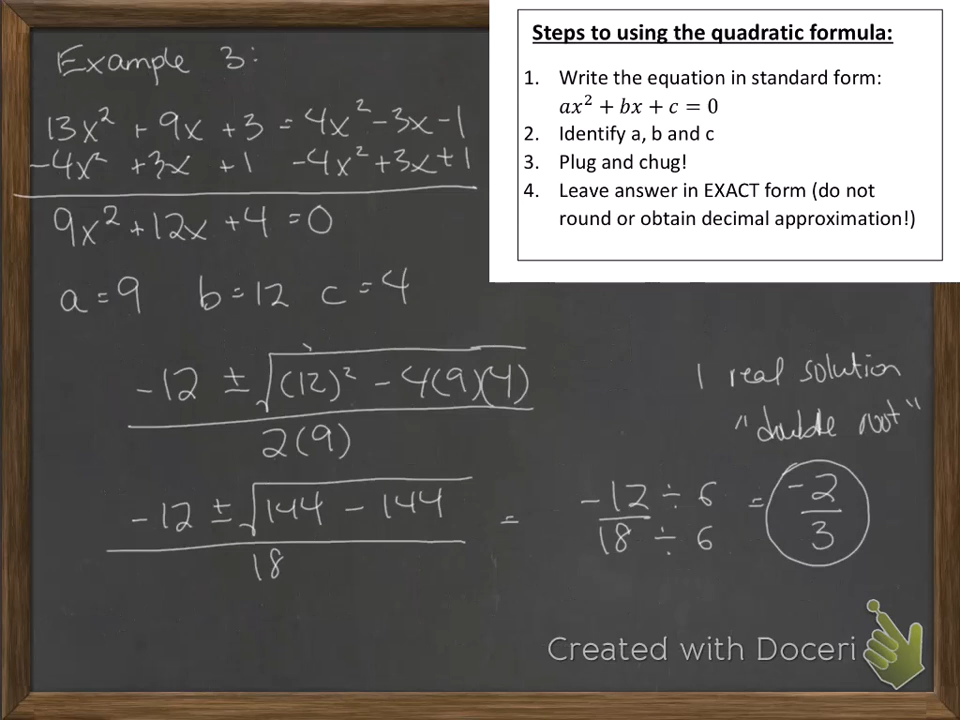 Example 3:
13x² + 9x + 3 = 4x² - 3x - 1
-4x² + 3x + 1 -4x² + 3x + 1
9x² + 12x + 4 = 0
a = 9 b = 12 c = 4
-12 ± √(12)² - 4(9)(4)
2(9)
-12 ± √144 - 144
18
=
-12 ÷ 6
18 ÷ 6
= -2
3
1 real solution
"double root"
Steps to using the quadratic formula:
1. Write the equation in standard form:
ax² + bx + c = 0
2. Identify a, b and c
3. Plug and chug!
4. Leave answer in EXACT form (do not
round or obtain decimal approximation!)
Created with Doceri